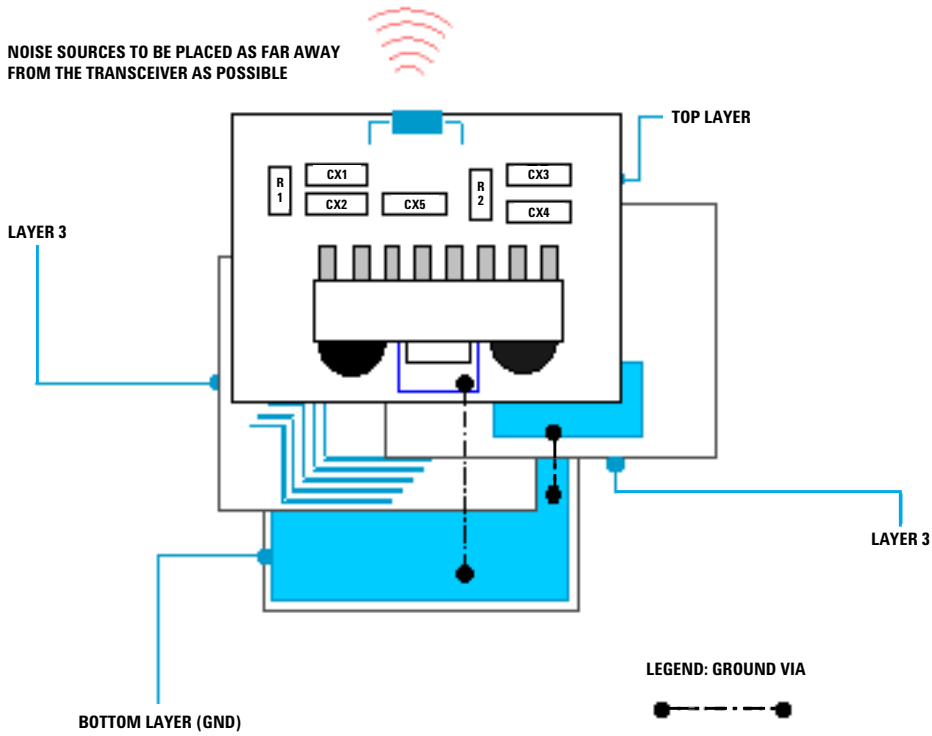 NOISE SOURCES TO BE PLACED AS FAR AWAY
FROM THE TRANSCEIVER AS POSSIBLE
TOP LAYER
R
1
CX1
CX2
CX5
R
2
CX3
CX4
LAYER 3
LAYER 3
LEGEND: GROUND VIA
BOTTOM LAYER (GND)